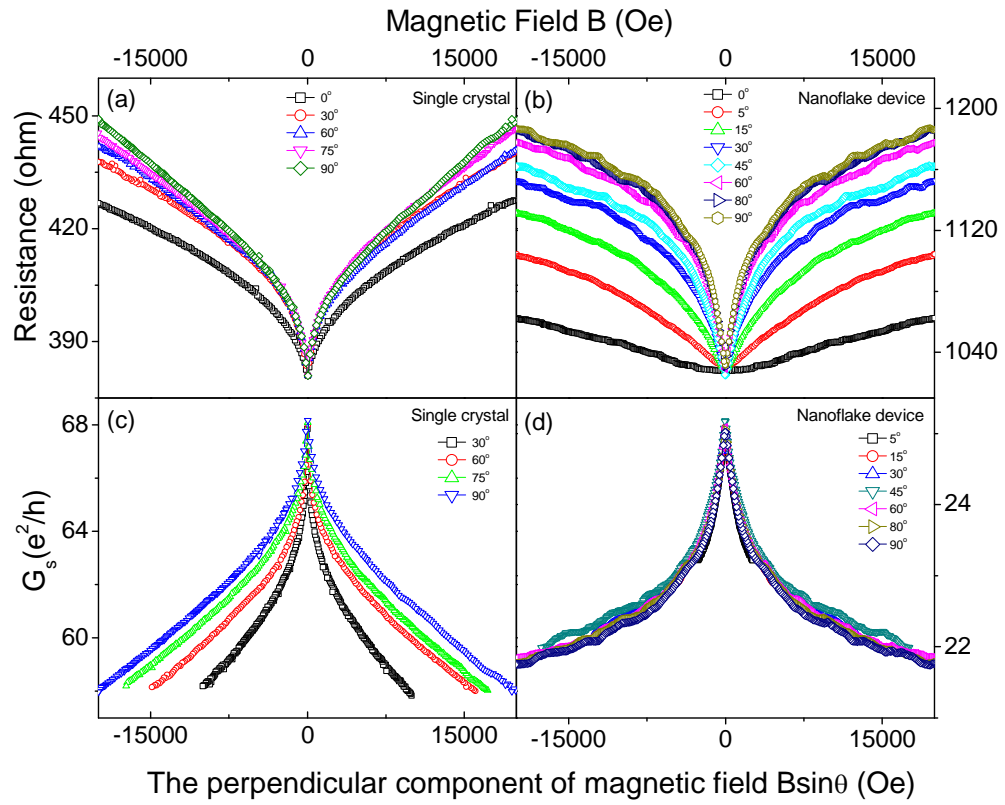 Magnetic Field B (Oe)
-15000 0 15000 -15000 0 15000
Resistance (ohm)
450
420
390
(a)
Single crystal
0°
30°
60°
75°
90°
(b)
Nanoflake device
0°
5°
15°
30°
45°
60°
80°
90°
1200
1120
1040
G_s(e²/h)
68
64
60
(c)
Single crystal
30°
60°
75°
90°
(d)
Nanoflake device
5°
15°
30°
45°
60°
80°
90°
24
22
-15000 0 15000 -15000 0 15000
The perpendicular component of magnetic field Bsinθ (Oe)